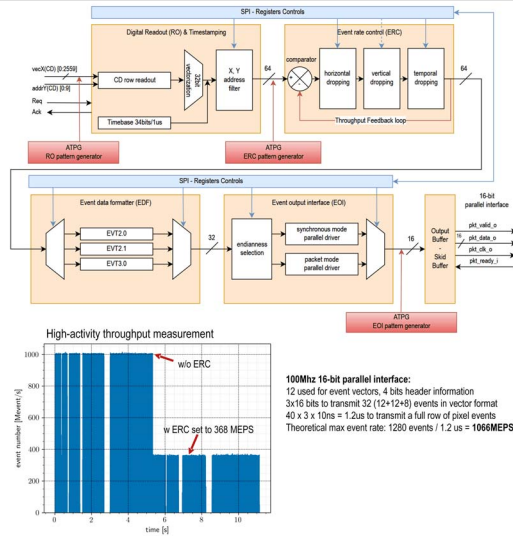 SPI - Registers Controls
Digital Readout (RO) & Timestamping
Event rate control (ERC)
vecX(CD) [0:2559]
addrY(CD) [0:9]
Req
Ack
CD row readout
vectorization
32bit
X, Y
address
filter
Timebase 34bits/1us
64
comparator
horizontal
dropping
vertical
dropping
temporal
dropping
64
Throughput Feedback loop
ATPG
RO pattern generator
ATPG
ERC pattern generator
SPI - Registers Controls
Event data formatter (EDF)
EVT2.0
EVT2.1
EVT3.0
32
Event output interface (EOI)
endianness
selection
synchronous mode
parallel driver
packet mode
parallel driver
16
16-bit
parallel interface
Output
Buffer
-
Skid
Buffer
pkt_valid_o
16
pkt_data_o
pkt_clk_o
pkt_ready_i
ATPG
EOI pattern generator
High-activity throughput measurement
w/o ERC
w ERC set to 368 MEPS
event number [Mevent/s]
1000
800
600
400
200
0
0
2
4
6
8
10
time [s]
100Mhz 16-bit parallel interface:
12 used for event vectors, 4 bits header information
3x16 bits to transmit 32 (12+12+8) events in vector format
40 x 3 x 10ns = 1.2us to transmit a full row of pixel events
Theoretical max event rate: 1280 events / 1.2 us = 1066MEPS